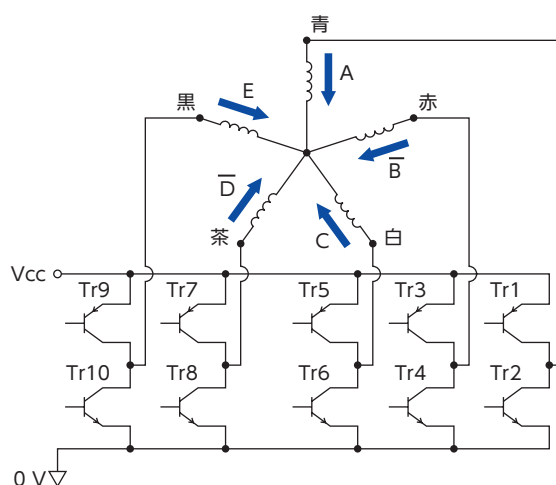 青
A
赤
E
黒
B̅
D̅
C
茶
白
Vcc
Tr9
Tr7
Tr5
Tr3
Tr1
Tr10
Tr8
Tr6
Tr4
Tr2
0 V